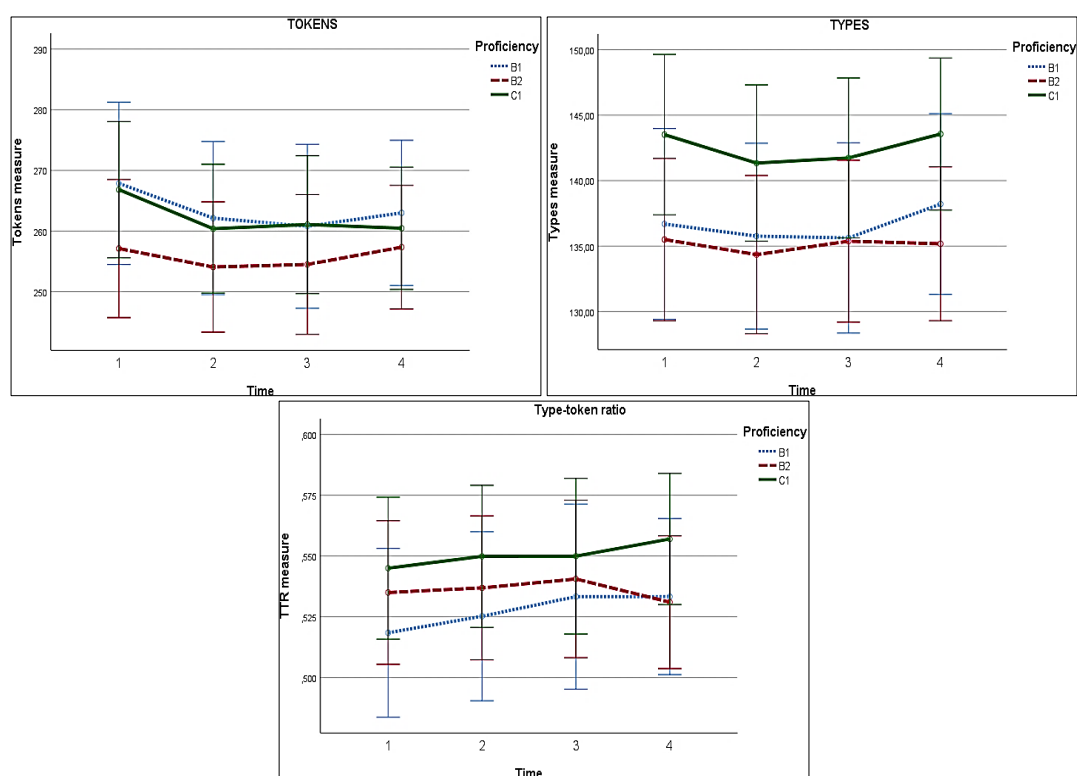 TOKENS
Proficiency
B1
B2
C1
290
280
270
260
250
Tokens measure
1 2 3 4
Time
TYPES
Proficiency
B1
B2
C1
150,00
145,00
140,00
135,00
130,00
Types measure
1 2 3 4
Time
Type-token ratio
Proficiency
B1
B2
C1
,600
,575
,550
,525
,500
TTR measure
1 2 3 4
Time